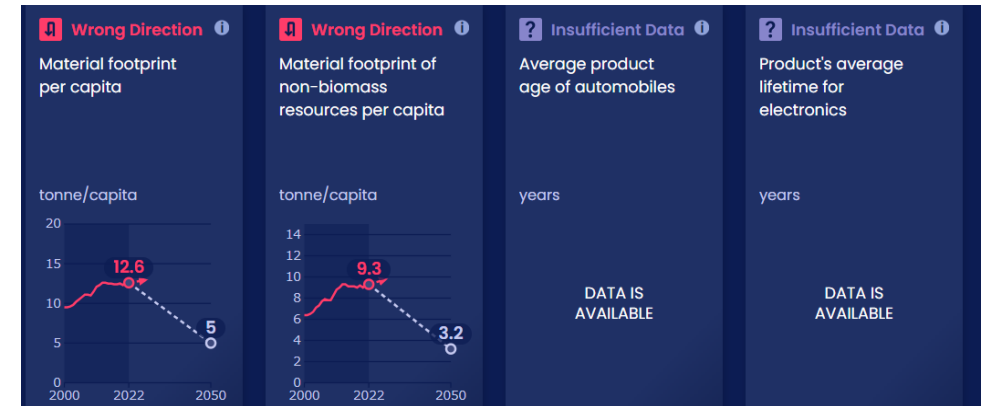 Wrong Direction
Material footprint
per capita
tonne/capita
20
15
10
5
0
12.6
5
2000 2022 2050
Wrong Direction
Material footprint of
non-biomass
resources per capita
tonne/capita
14
12
10
8
6
4
2
0
9.3
3.2
2000 2022 2050
? Insufficient Data
Average product
age of automobiles
years
DATA IS
AVAILABLE
? Insufficient Data
Product's average
lifetime for
electronics
years
DATA IS
AVAILABLE